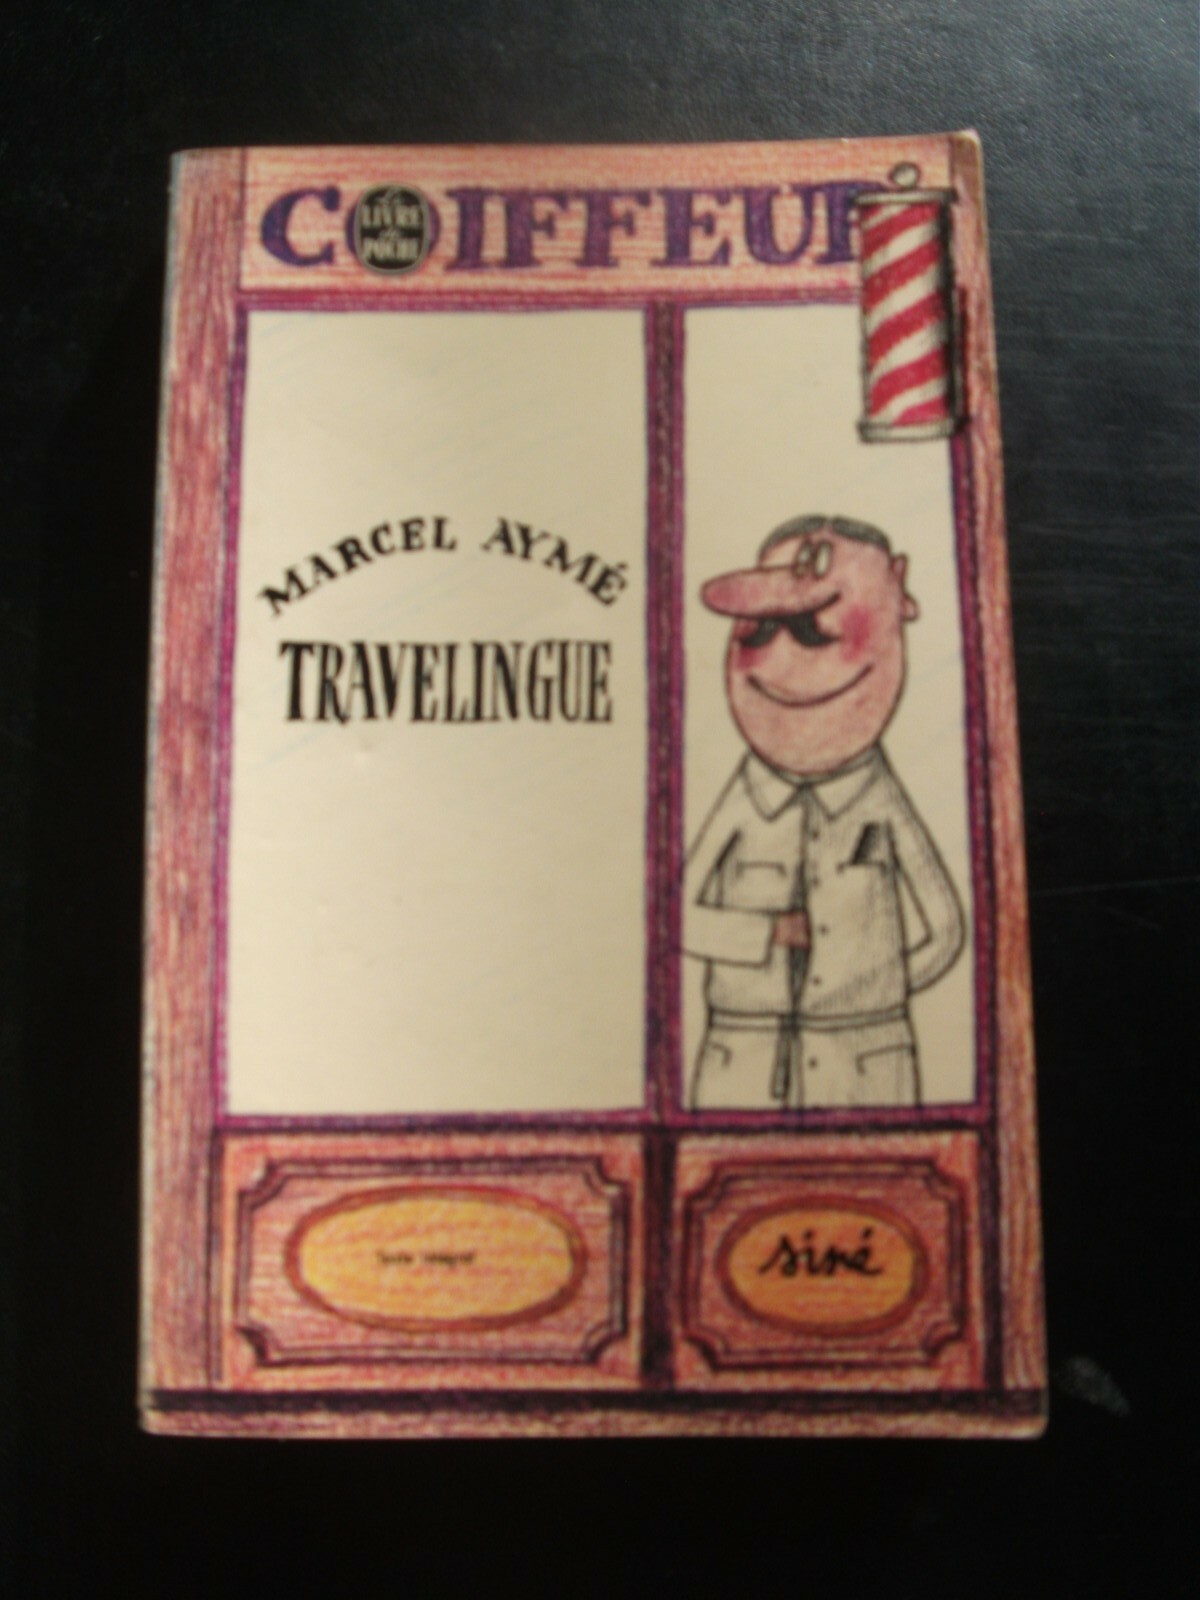 COIFFEUR
Le
LIVRE
de
POCHE
MARCEL AYMÉ
TRAVELINGUE
Texte intégral
siné